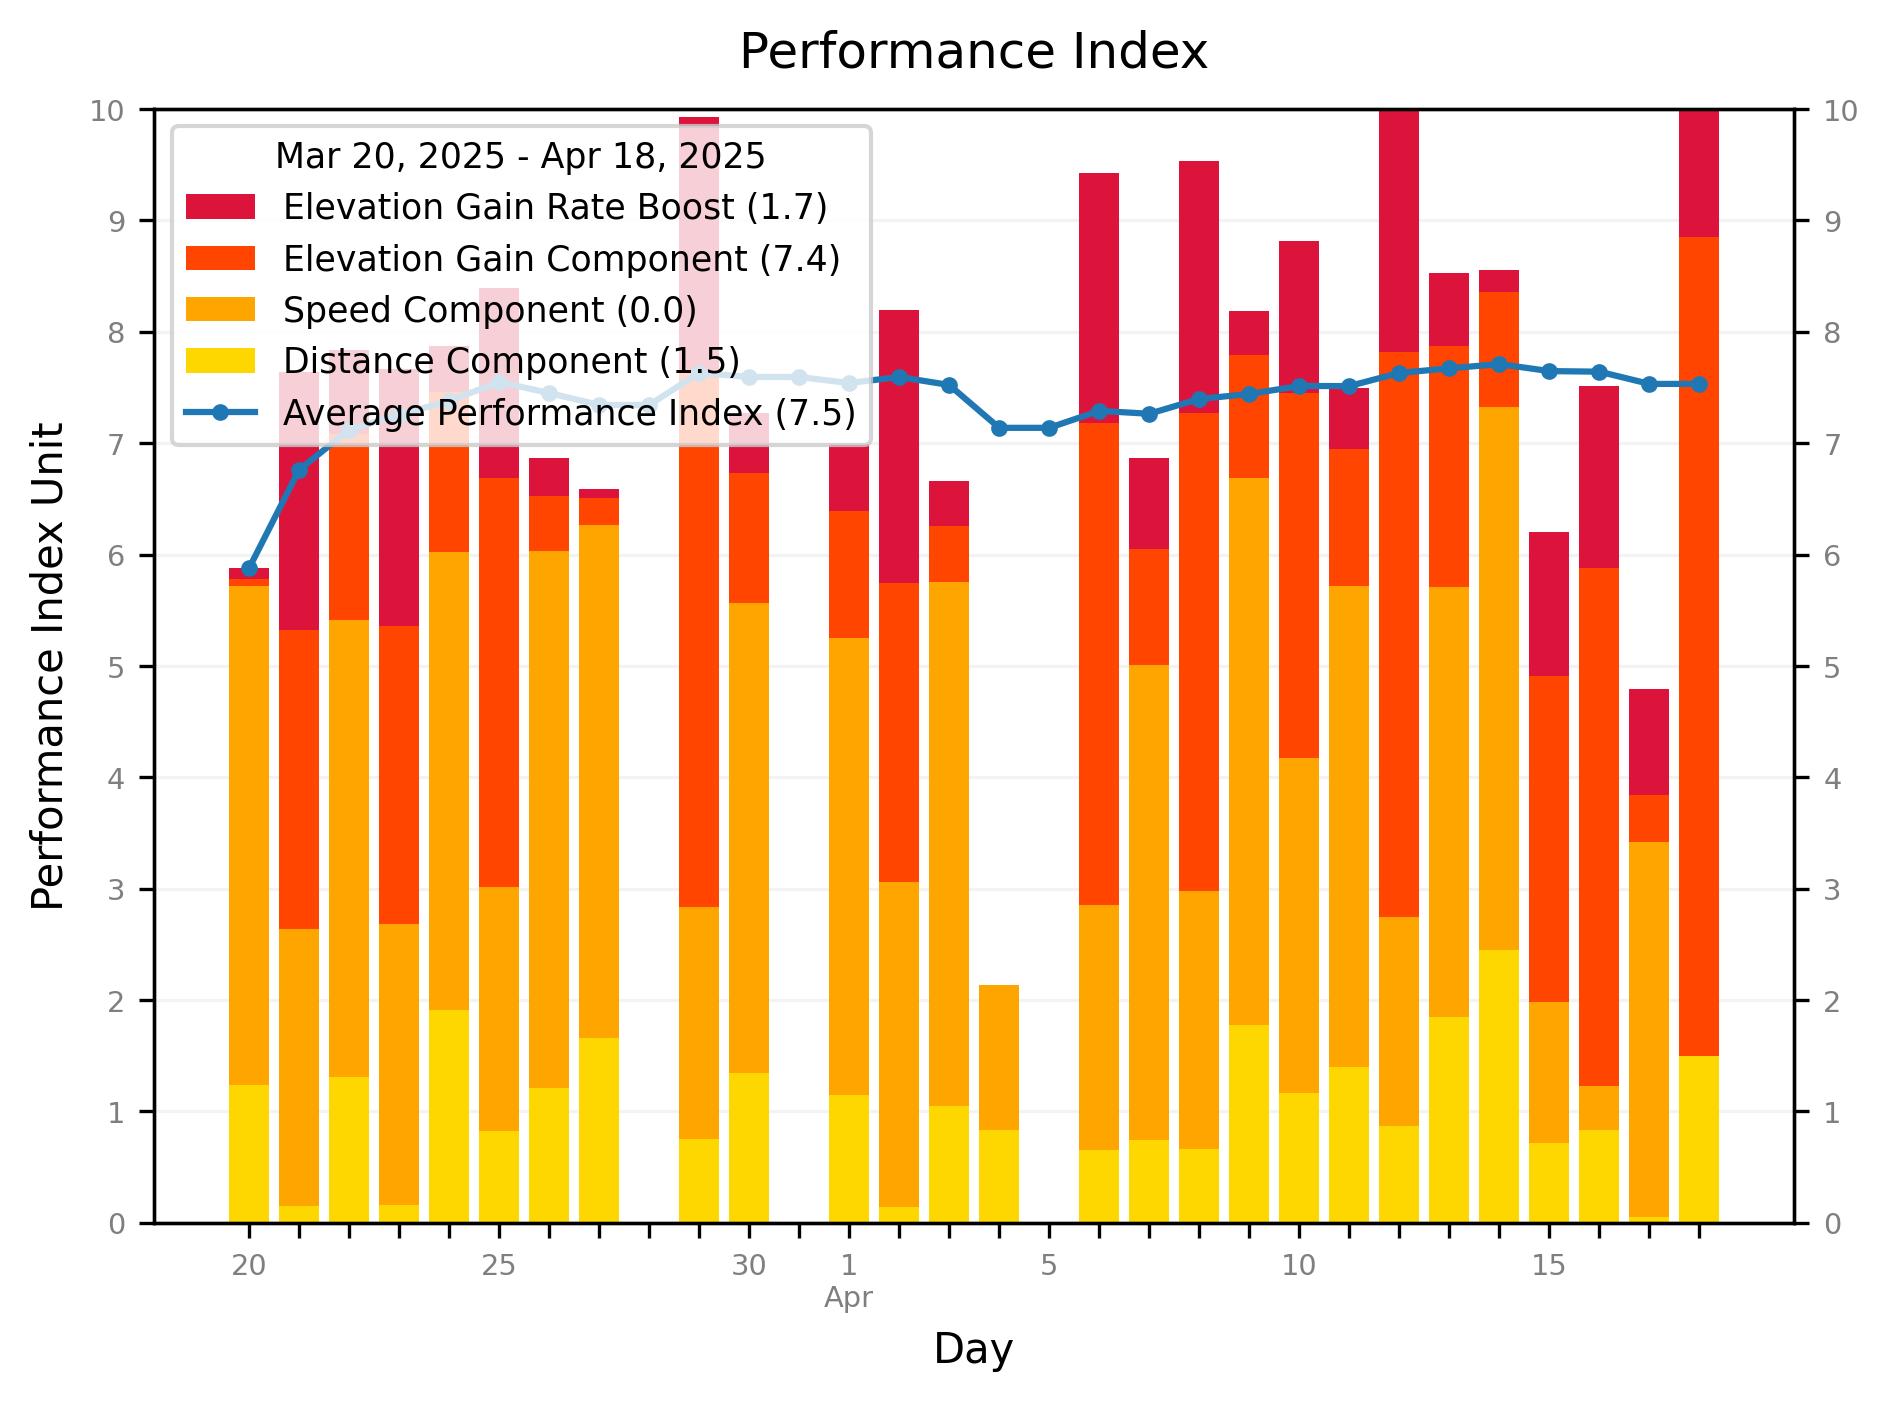 Performance Index
Mar 20, 2025 - Apr 18, 2025
Elevation Gain Rate Boost (1.7)
Elevation Gain Component (7.4)
Speed Component (0.0)
Distance Component (1.5)
Average Performance Index (7.5)
Performance Index Unit
10 10
9 9
8 8
7 7
6 6
5 5
4 4
3 3
2 2
1 1
0 0
20 25 30 1 5 10 15
Apr
Day